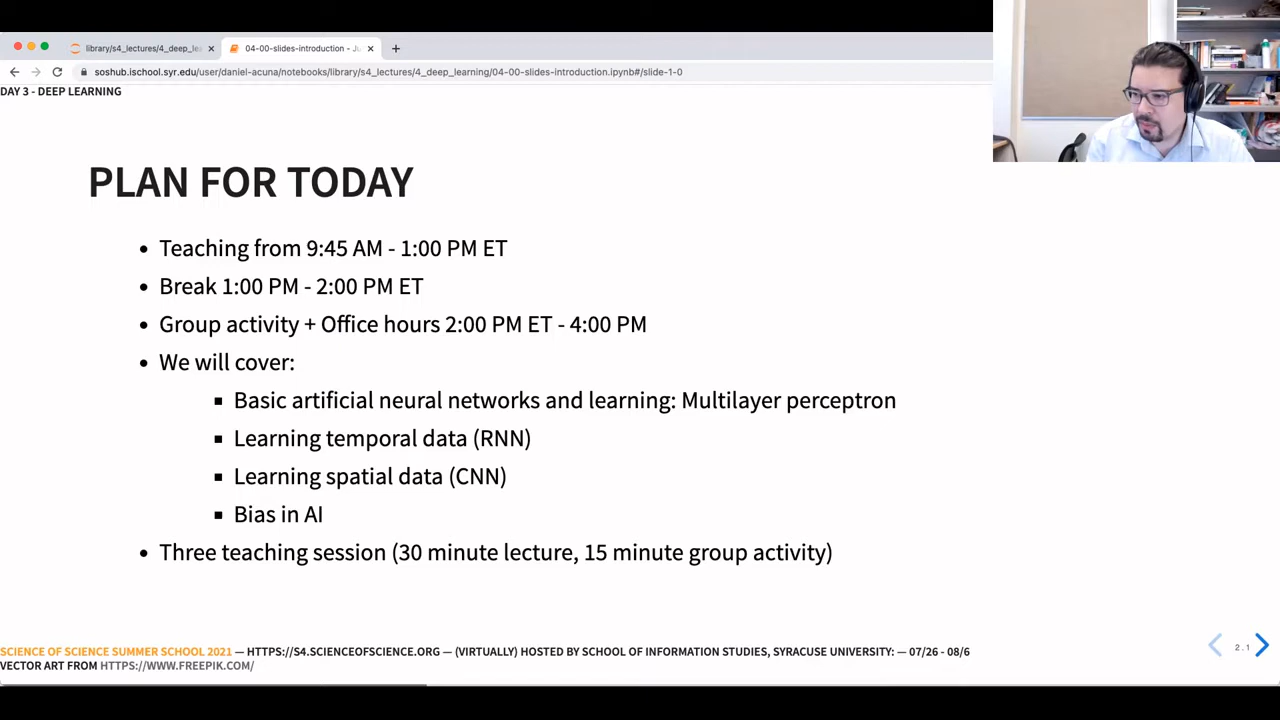 library/s4_lectures/4_deep_le
04-00-slides-introduction - Ju
soshub.ischool.syr.edu/user/daniel-acuna/notebooks/library/s4_lectures/4_deep_learning/04-00-slides-introduction.ipynb#/slide-1-0
DAY 3 - DEEP LEARNING
PLAN FOR TODAY
• Teaching from 9:45 AM - 1:00 PM ET
• Break 1:00 PM - 2:00 PM ET
• Group activity + Office hours 2:00 PM ET - 4:00 PM
• We will cover:
▪ Basic artificial neural networks and learning: Multilayer perceptron
▪ Learning temporal data (RNN)
▪ Learning spatial data (CNN)
▪ Bias in AI
• Three teaching session (30 minute lecture, 15 minute group activity)
SCIENCE OF SCIENCE SUMMER SCHOOL 2021 — HTTPS://S4.SCIENCEOFSCIENCE.ORG — (VIRTUALLY) HOSTED BY SCHOOL OF INFORMATION STUDIES, SYRACUSE UNIVERSITY: — 07/26 - 08/6
VECTOR ART FROM HTTPS://WWW.FREEPIK.COM/
2.1